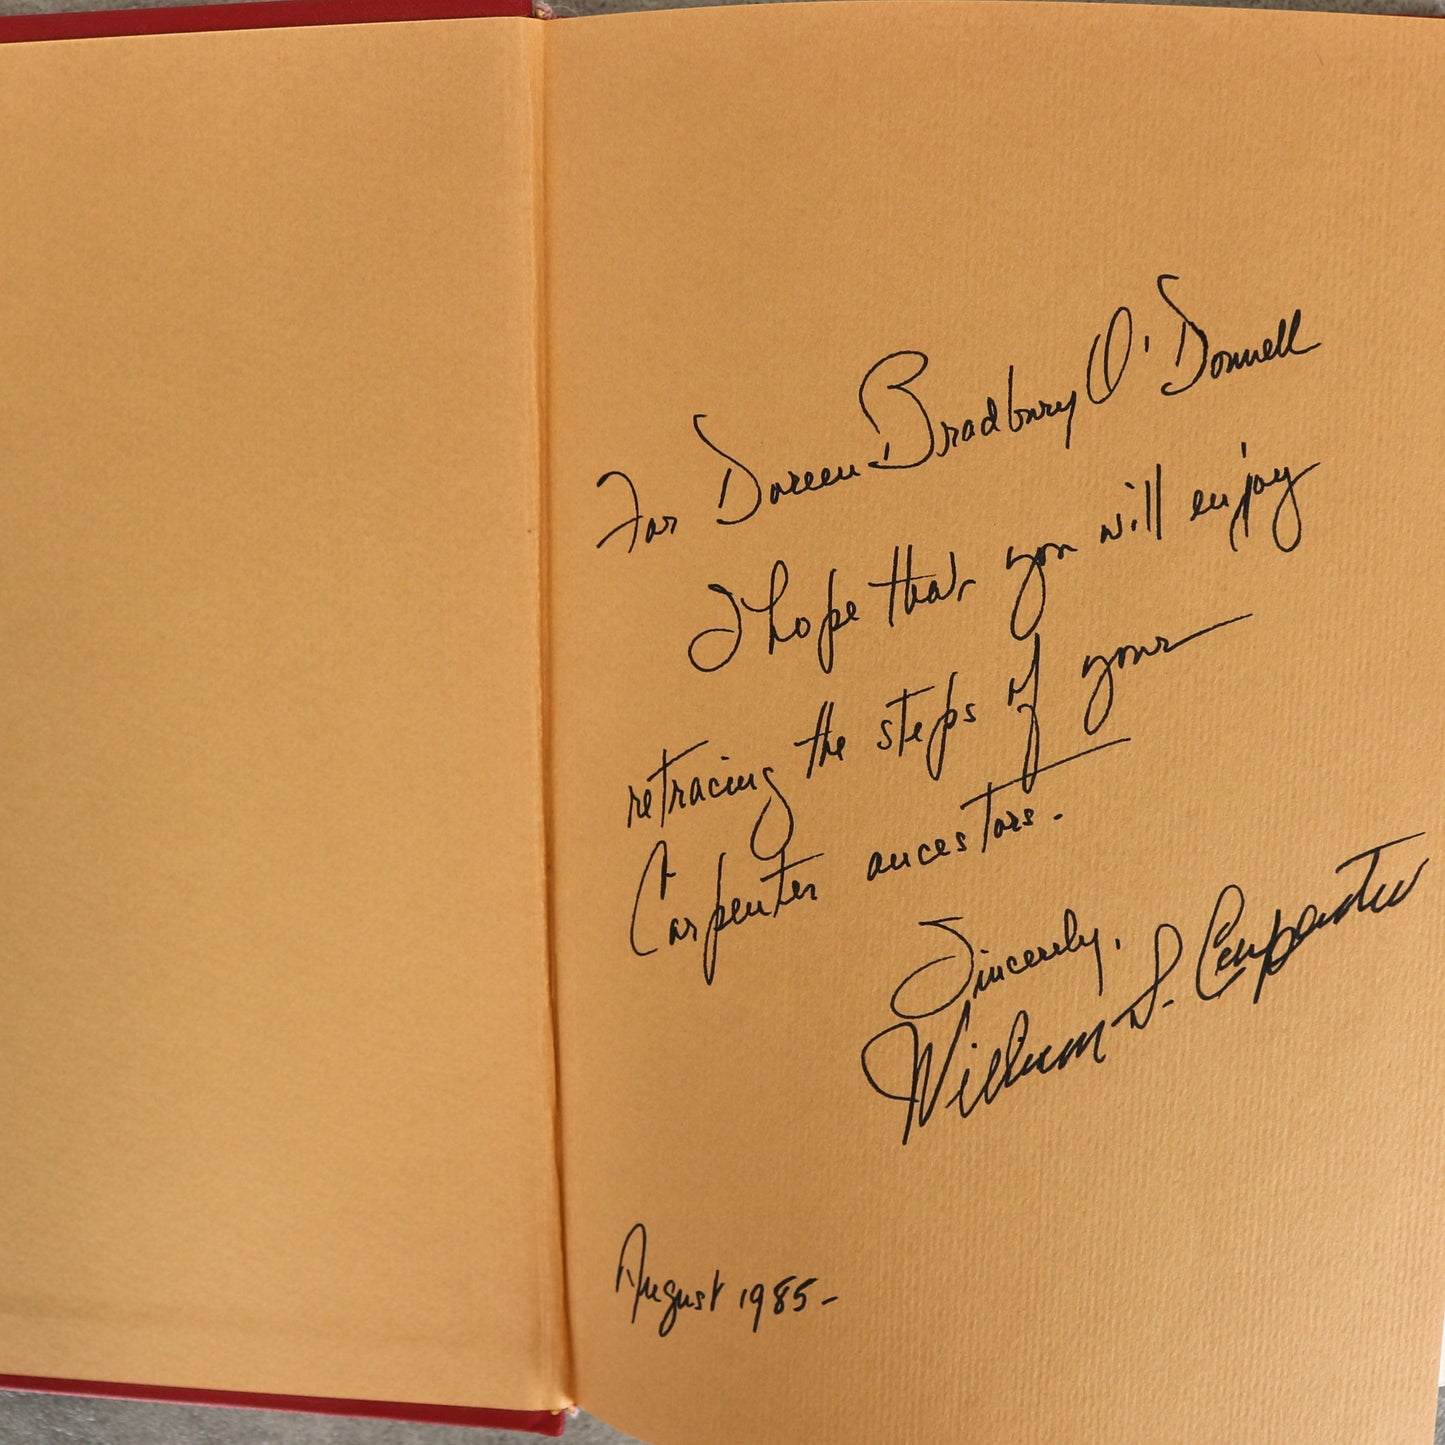 For Doreen Bradbury O'Donnell
I hope that you will enjoy
retracing the steps of your
Carpenter ancestors.
Sincerely,
William S. Carpenter
August 1985-